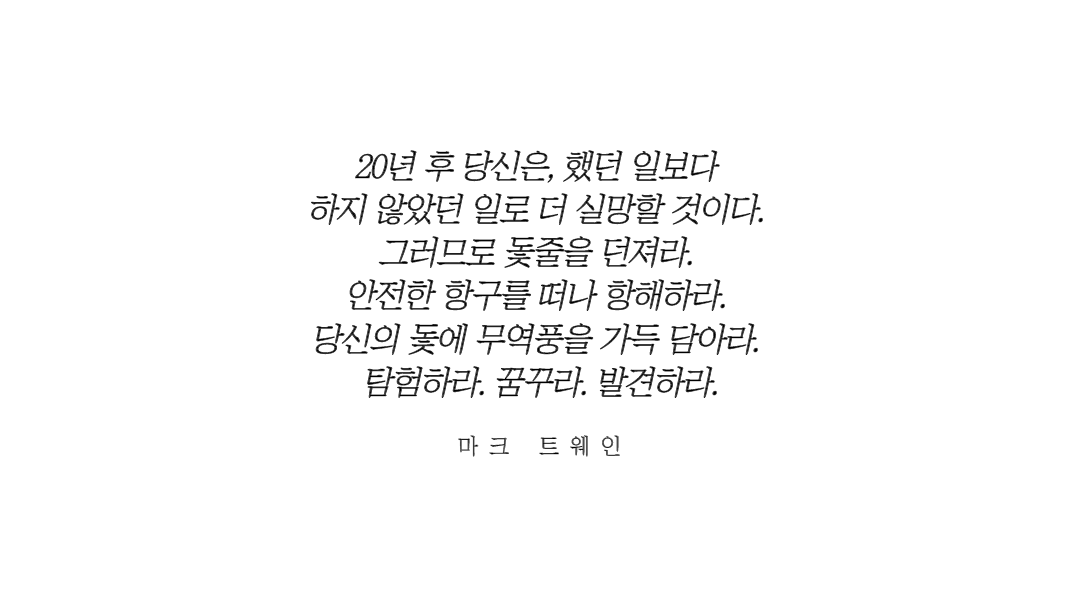 20년 후 당신은, 했던 일보다
하지 않았던 일로 더 실망할 것이다.
그러므로 돛줄을 던져라.
안전한 항구를 떠나 항해하라.
당신의 돛에 무역풍을 가득 담아라.
탐험하라. 꿈꾸라. 발견하라.
마크 트웨인